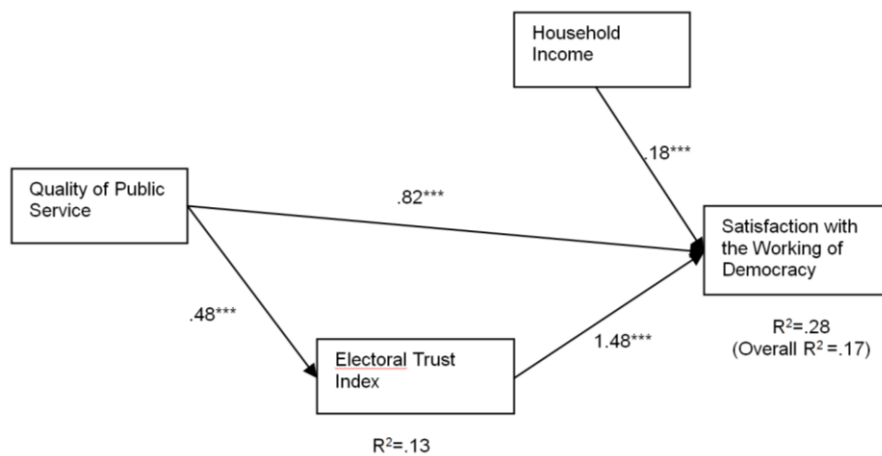 Household
Income
.18***
Quality of Public
Service
.82***
Satisfaction with
the Working of
Democracy
.48***
1.48***
R²=.28
(Overall R² =.17)
Electoral Trust
Index
R²=.13